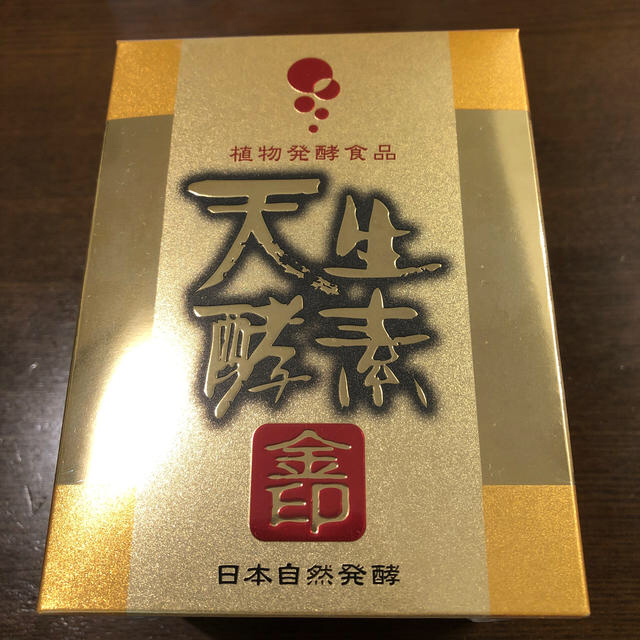 植物発酵食品
天生
酵素
金印
日本自然発酵